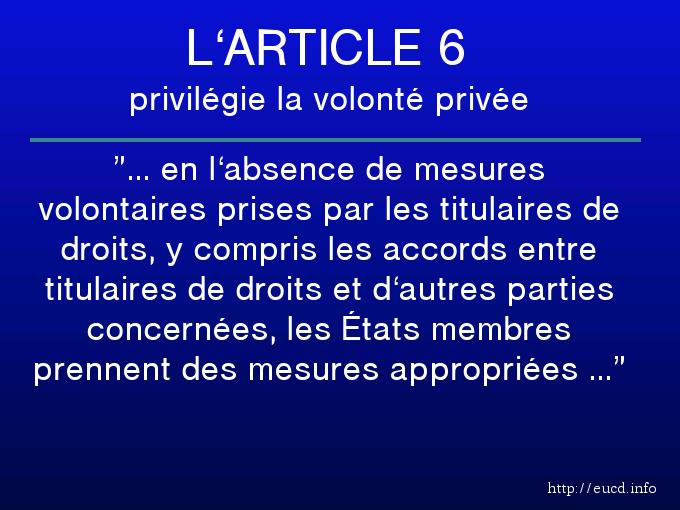 L‘ARTICLE 6
privilégie la volonté privée
”... en l‘absence de mesures
volontaires prises par les titulaires de
droits, y compris les accords entre
titulaires de droits et d‘autres parties
concernées, les États membres
prennent des mesures appropriées ...”
http://eucd.info